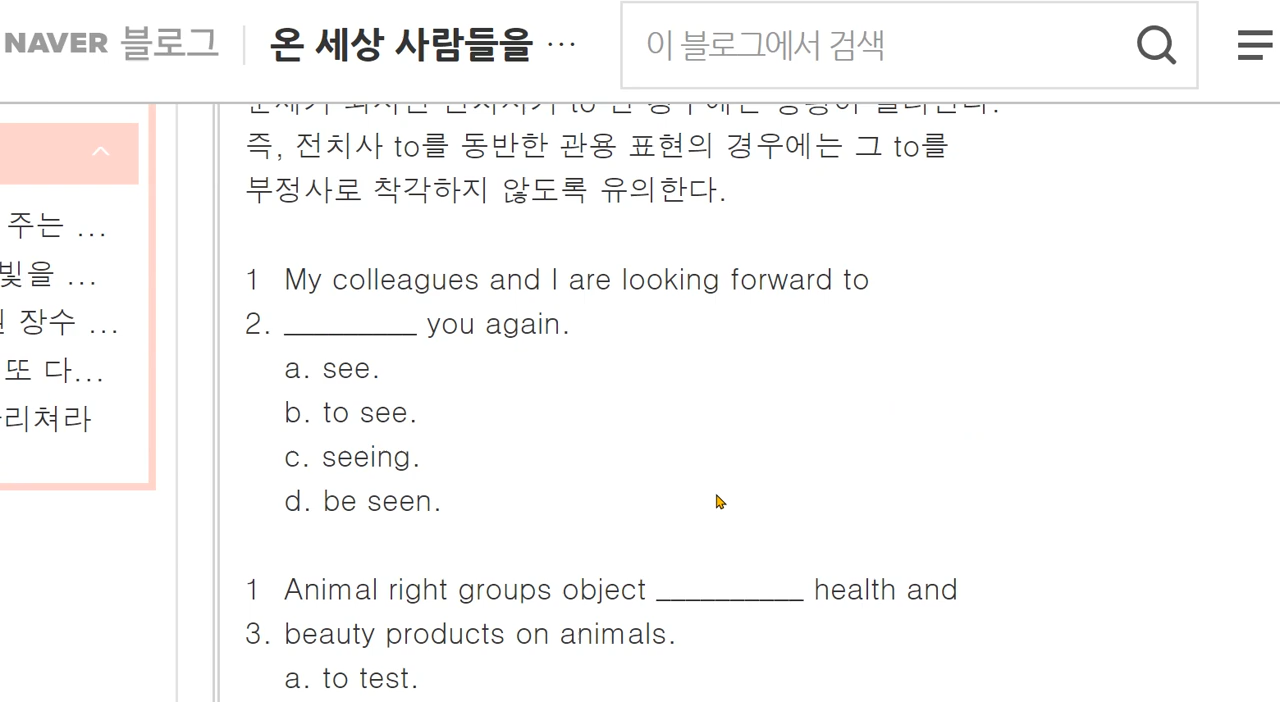 NAVER 블로그
온 세상 사람들을 ...
이 블로그에서 검색
즉, 전치사 to를 동반한 관용 표현의 경우에는 그 to를
부정사로 착각하지 않도록 유의한다.
주는 ...
빛을 ...
장수 ...
또 다...
리쳐라
1 My colleagues and I are looking forward to
2. _________ you again.
a. see.
b. to see.
c. seeing.
d. be seen.
1 Animal right groups object __________ health and
3. beauty products on animals.
a. to test.